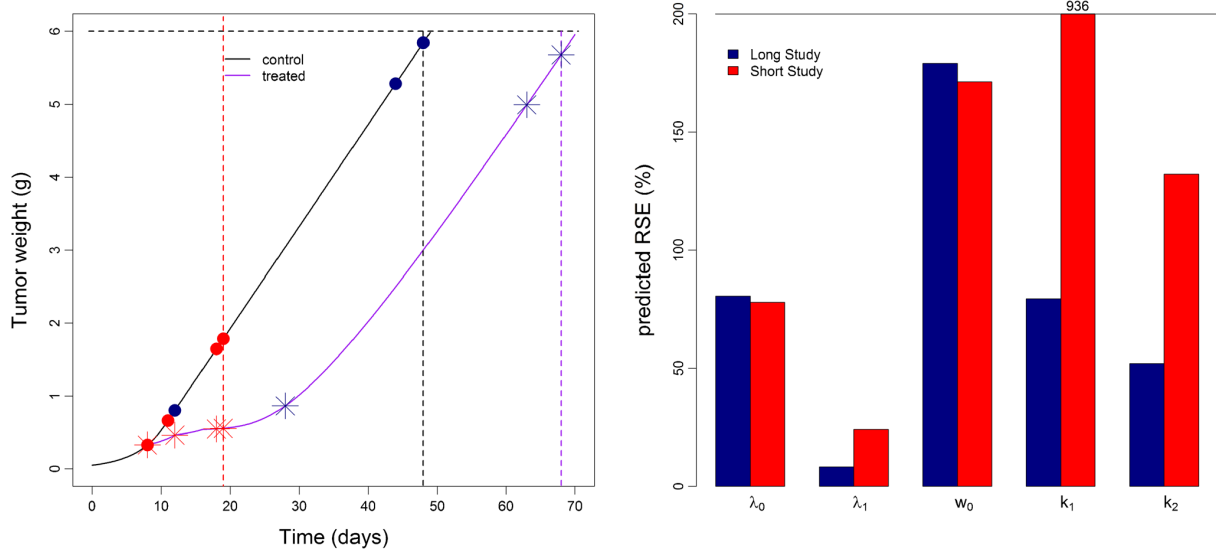 control
treated
Tumor weight (g)
0
1
2
3
4
5
6
0
10
20
30
40
50
60
70
Time (days)
936
Long Study
Short Study
predicted RSE (%)
0
50
100
150
200
λ₀
λ₁
w₀
k₁
k₂